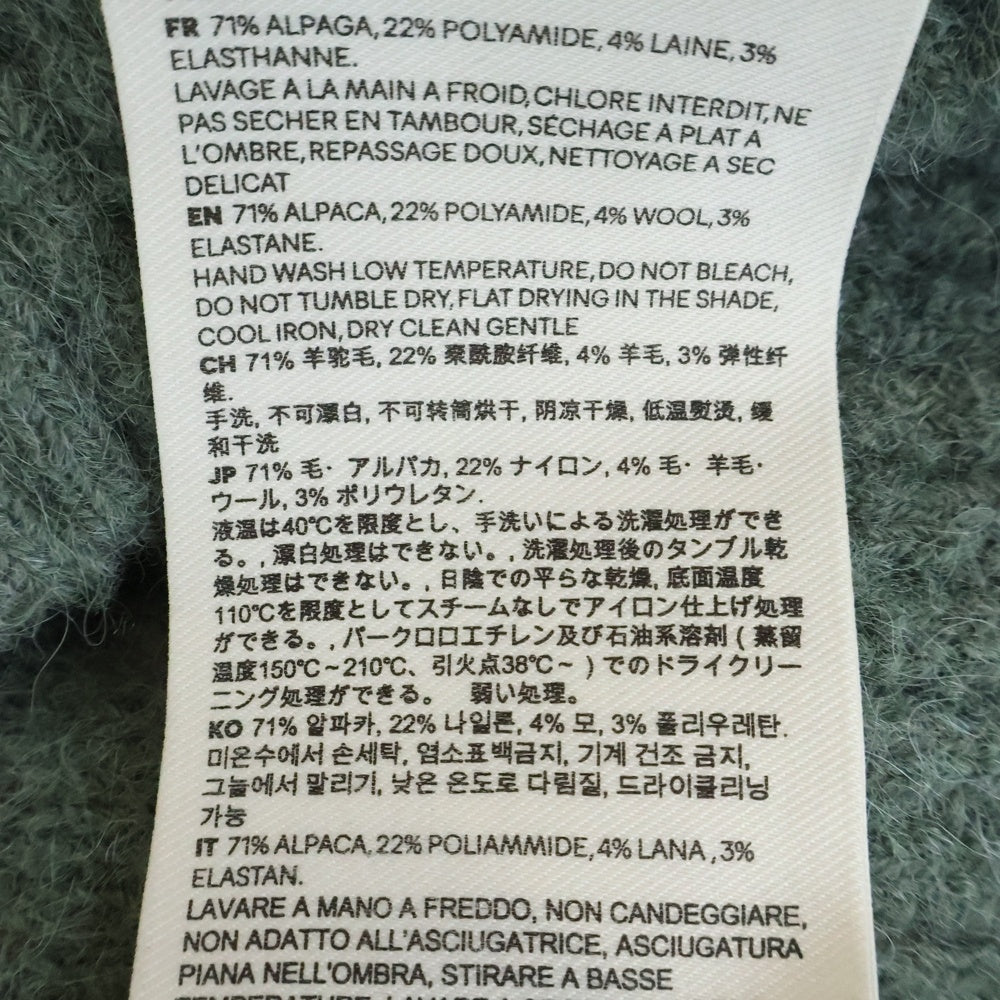 FR 71% ALPAGA, 22% POLYAMIDE, 4% LAINE, 3%
ELASTHANNE.
LAVAGE A LA MAIN A FROID, CHLORE INTERDIT, NE
PAS SECHER EN TAMBOUR, SÉCHAGE A PLAT A
L'OMBRE, REPASSAGE DOUX, NETTOYAGE A SEC
DELICAT
EN 71% ALPACA, 22% POLYAMIDE, 4% WOOL, 3%
ELASTANE.
HAND WASH LOW TEMPERATURE, DO NOT BLEACH,
DO NOT TUMBLE DRY, FLAT DRYING IN THE SHADE,
COOL IRON, DRY CLEAN GENTLE
CH 71% 羊驼毛, 22% 聚酰胺纤维, 4% 羊毛, 3% 弹性纤
维.
手洗, 不可漂白, 不可转筒烘干, 阴凉干燥, 低温熨烫, 缓
和干洗
JP 71% 毛・アルパカ, 22% ナイロン, 4% 毛・羊毛・
ウール, 3% ポリウレタン.
液温は40℃を限度とし、手洗いによる洗濯処理ができ
る。, 漂白処理はできない。, 洗濯処理後のタンブル乾
燥処理はできない。, 日陰での平らな乾燥, 底面温度
110℃を限度としてスチームなしでアイロン仕上げ処理
ができる。, パークロロエチレン及び石油系溶剤 ( 蒸留
温度150℃～210℃、引火点38℃～ ) でのドライクリー
ニング処理ができる。 弱い処理。
KO 71% 알파카, 22% 나일론, 4% 모, 3% 폴리우레탄.
미온수에서 손세탁, 염소표백금지, 기계 건조 금지,
그늘에서 말리기, 낮은 온도로 다림질, 드라이클리닝
가능
IT 71% ALPACA, 22% POLIAMMIDE, 4% LANA , 3%
ELASTAN.
LAVARE A MANO A FREDDO, NON CANDEGGIARE,
NON ADATTO ALL'ASCIUGATRICE, ASCIUGATURA
PIANA NELL'OMBRA, STIRARE A BASSE